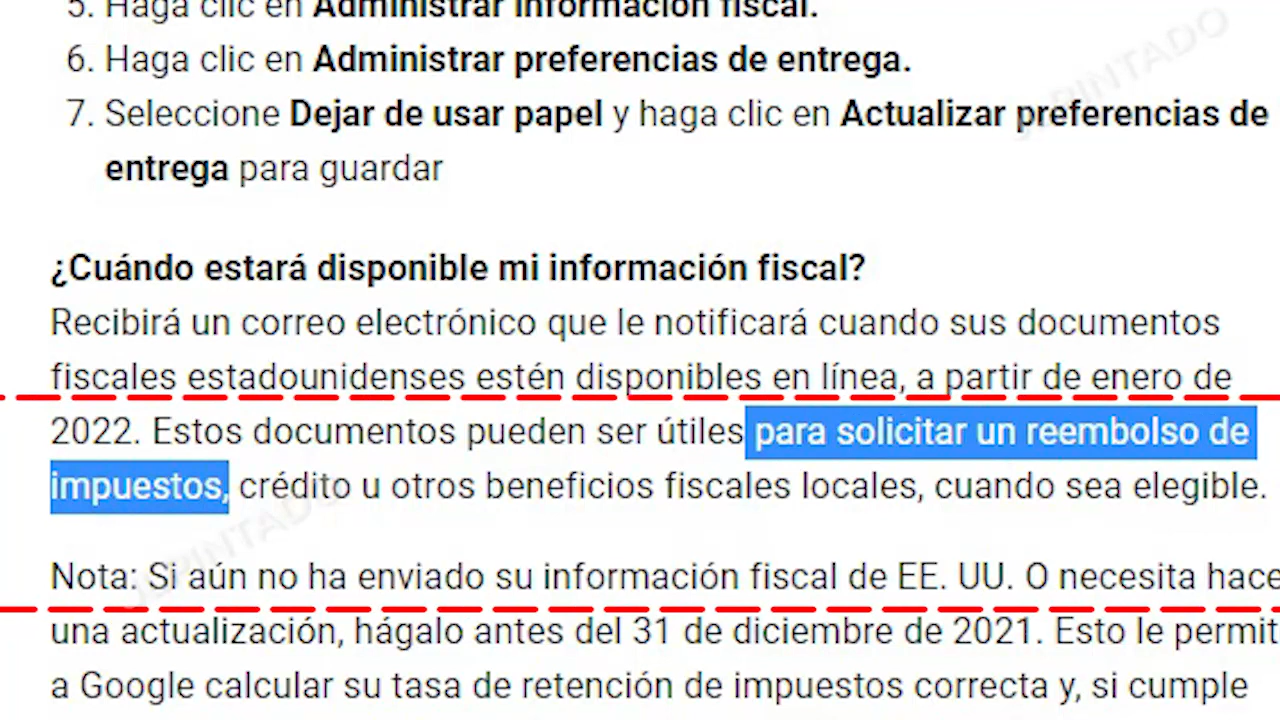 5. Haga clic en Administrar información fiscal.
6. Haga clic en Administrar preferencias de entrega.
7. Seleccione Dejar de usar papel y haga clic en Actualizar preferencias de
entrega para guardar
¿Cuándo estará disponible mi información fiscal?
Recibirá un correo electrónico que le notificará cuando sus documentos
fiscales estadounidenses estén disponibles en línea, a partir de enero de
2022. Estos documentos pueden ser útiles para solicitar un reembolso de
impuestos, crédito u otros beneficios fiscales locales, cuando sea elegible.
Nota: Si aún no ha enviado su información fiscal de EE. UU. O necesita hace
una actualización, hágalo antes del 31 de diciembre de 2021. Esto le permit
a Google calcular su tasa de retención de impuestos correcta y, si cumple